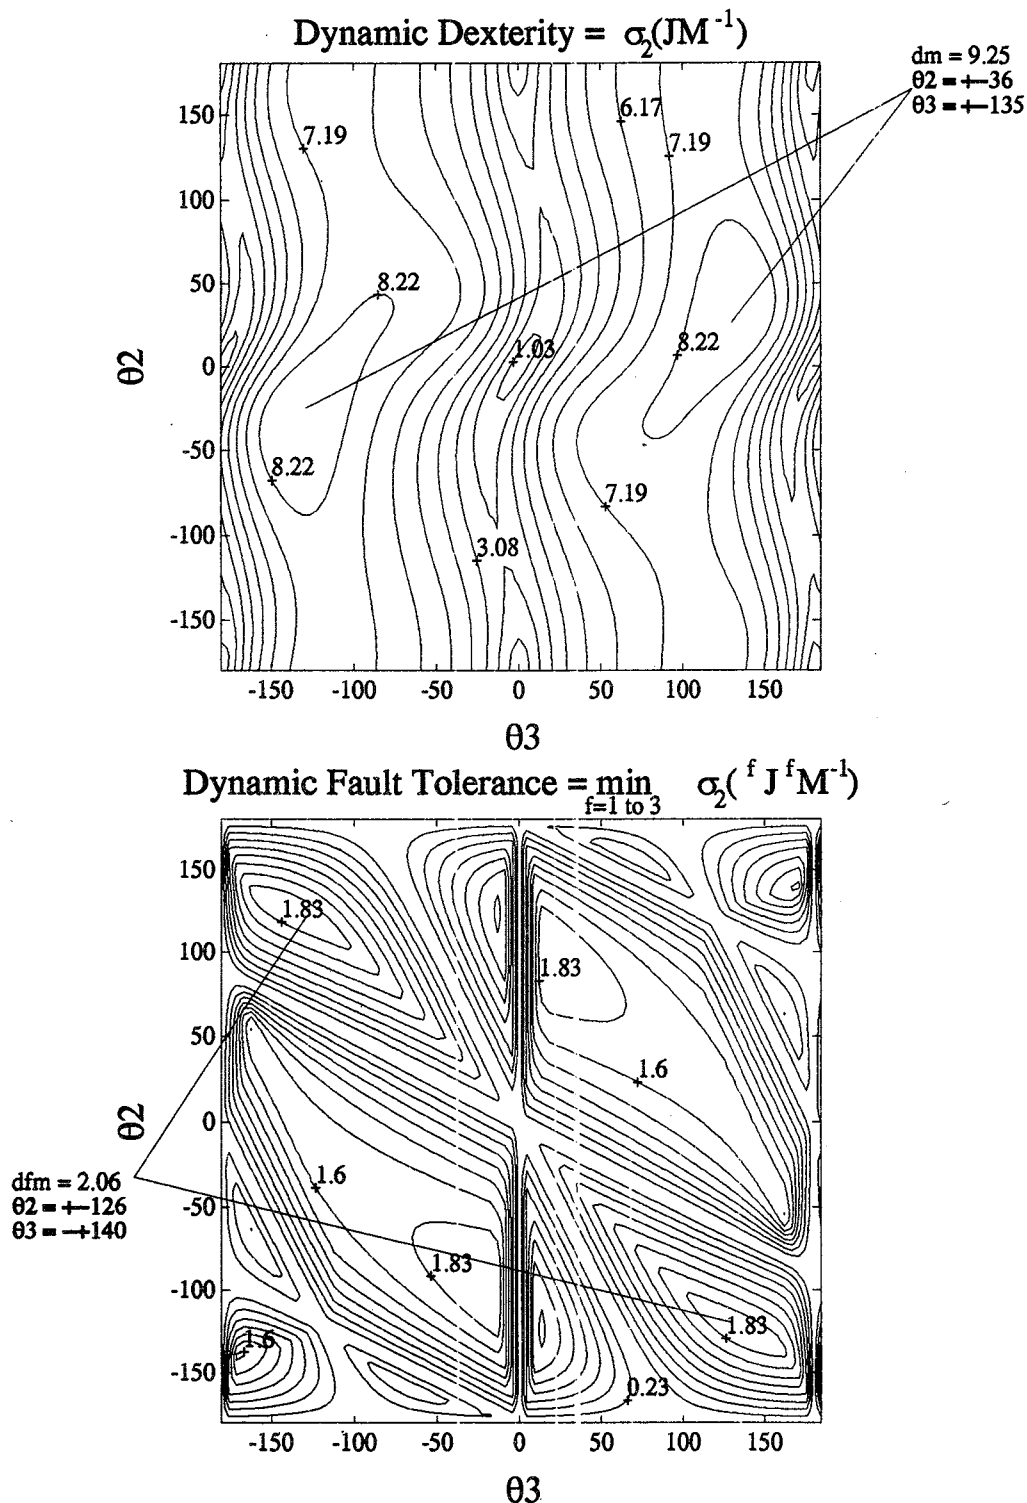 Dynamic Dexterity = σ2(JM-1)
dm = 9.25
θ2 = +-36
θ3 = +-135
150
100
50
0
-50
-100
-150
θ2
6.17
7.19
7.19
8.22
1.03
8.22
8.22
7.19
3.08
-150 -100 -50 0 50 100 150
θ3
Dynamic Fault Tolerance = min σ2( f J f M-1)
f=1 to 3
150
100
50
0
-50
-100
-150
θ2
1.83
1.83
1.6
1.6
1.83
1.83
1.6
0.23
dfm = 2.06
θ2 = +-126
θ3 = -+140
-150 -100 -50 0 50 100 150
θ3